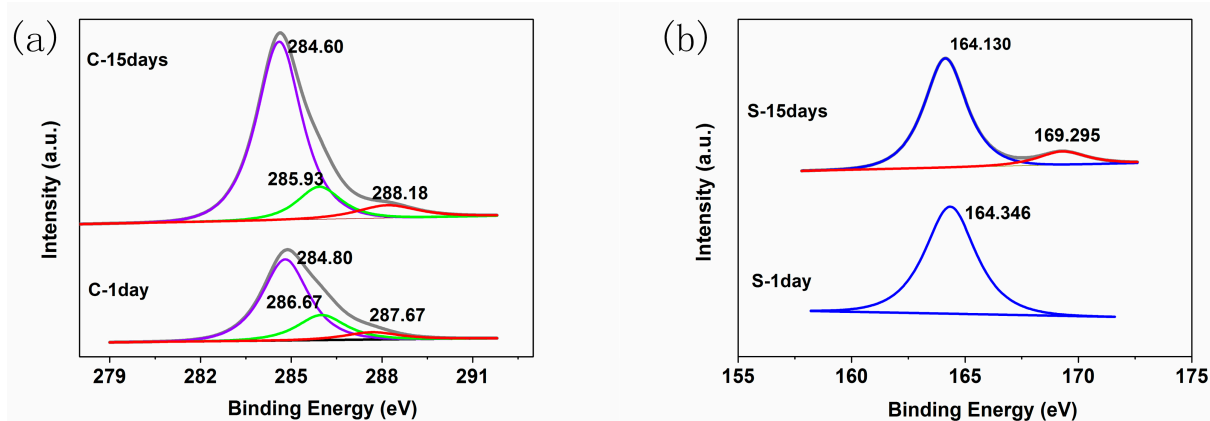 (a)
C-15days
284.60
285.93
288.18
C-1day
284.80
286.67
287.67
Intensity (a.u.)
279
282
285
288
291
Binding Energy (eV)
(b)
S-15days
164.130
169.295
S-1day
164.346
Intensity (a.u.)
155
160
165
170
175
Binding Energy (eV)